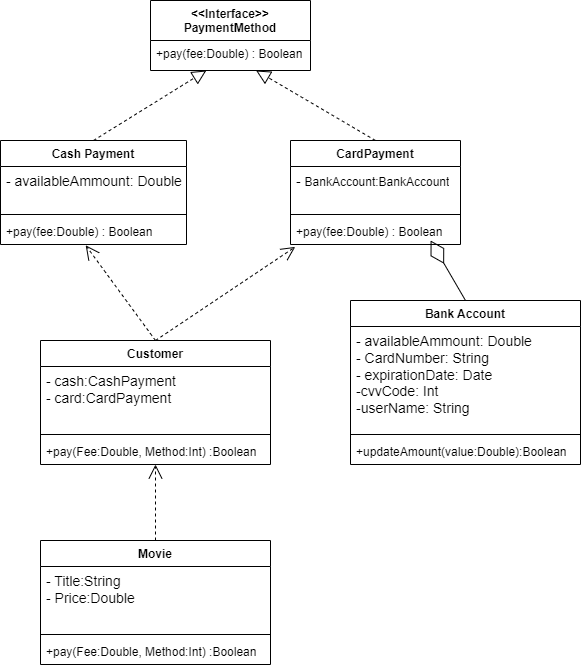 <<Interface>>
PaymentMethod
+pay(fee:Double) : Boolean
Cash Payment
- availableAmmount: Double
+pay(fee:Double) : Boolean
CardPayment
- BankAccount:BankAccount
+pay(fee:Double) : Boolean
Bank Account
- availableAmmount: Double
- CardNumber: String
- expirationDate: Date
-cvvCode: Int
-userName: String
+updateAmount(value:Double):Boolean
Customer
- cash:CashPayment
- card:CardPayment
+pay(Fee:Double, Method:Int) :Boolean
Movie
- Title:String
- Price:Double
+pay(Fee:Double, Method:Int) :Boolean